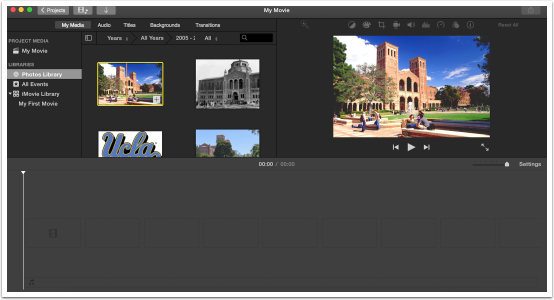 Projects
My Movie
My Media Audio Titles Backgrounds Transitions
Reset All
PROJECT MEDIA
My Movie
LIBRARIES
Photos Library
All Events
iMovie Library
My First Movie
Years All Years 2005 - All
Ucla
00:00 / 00:00
Settings